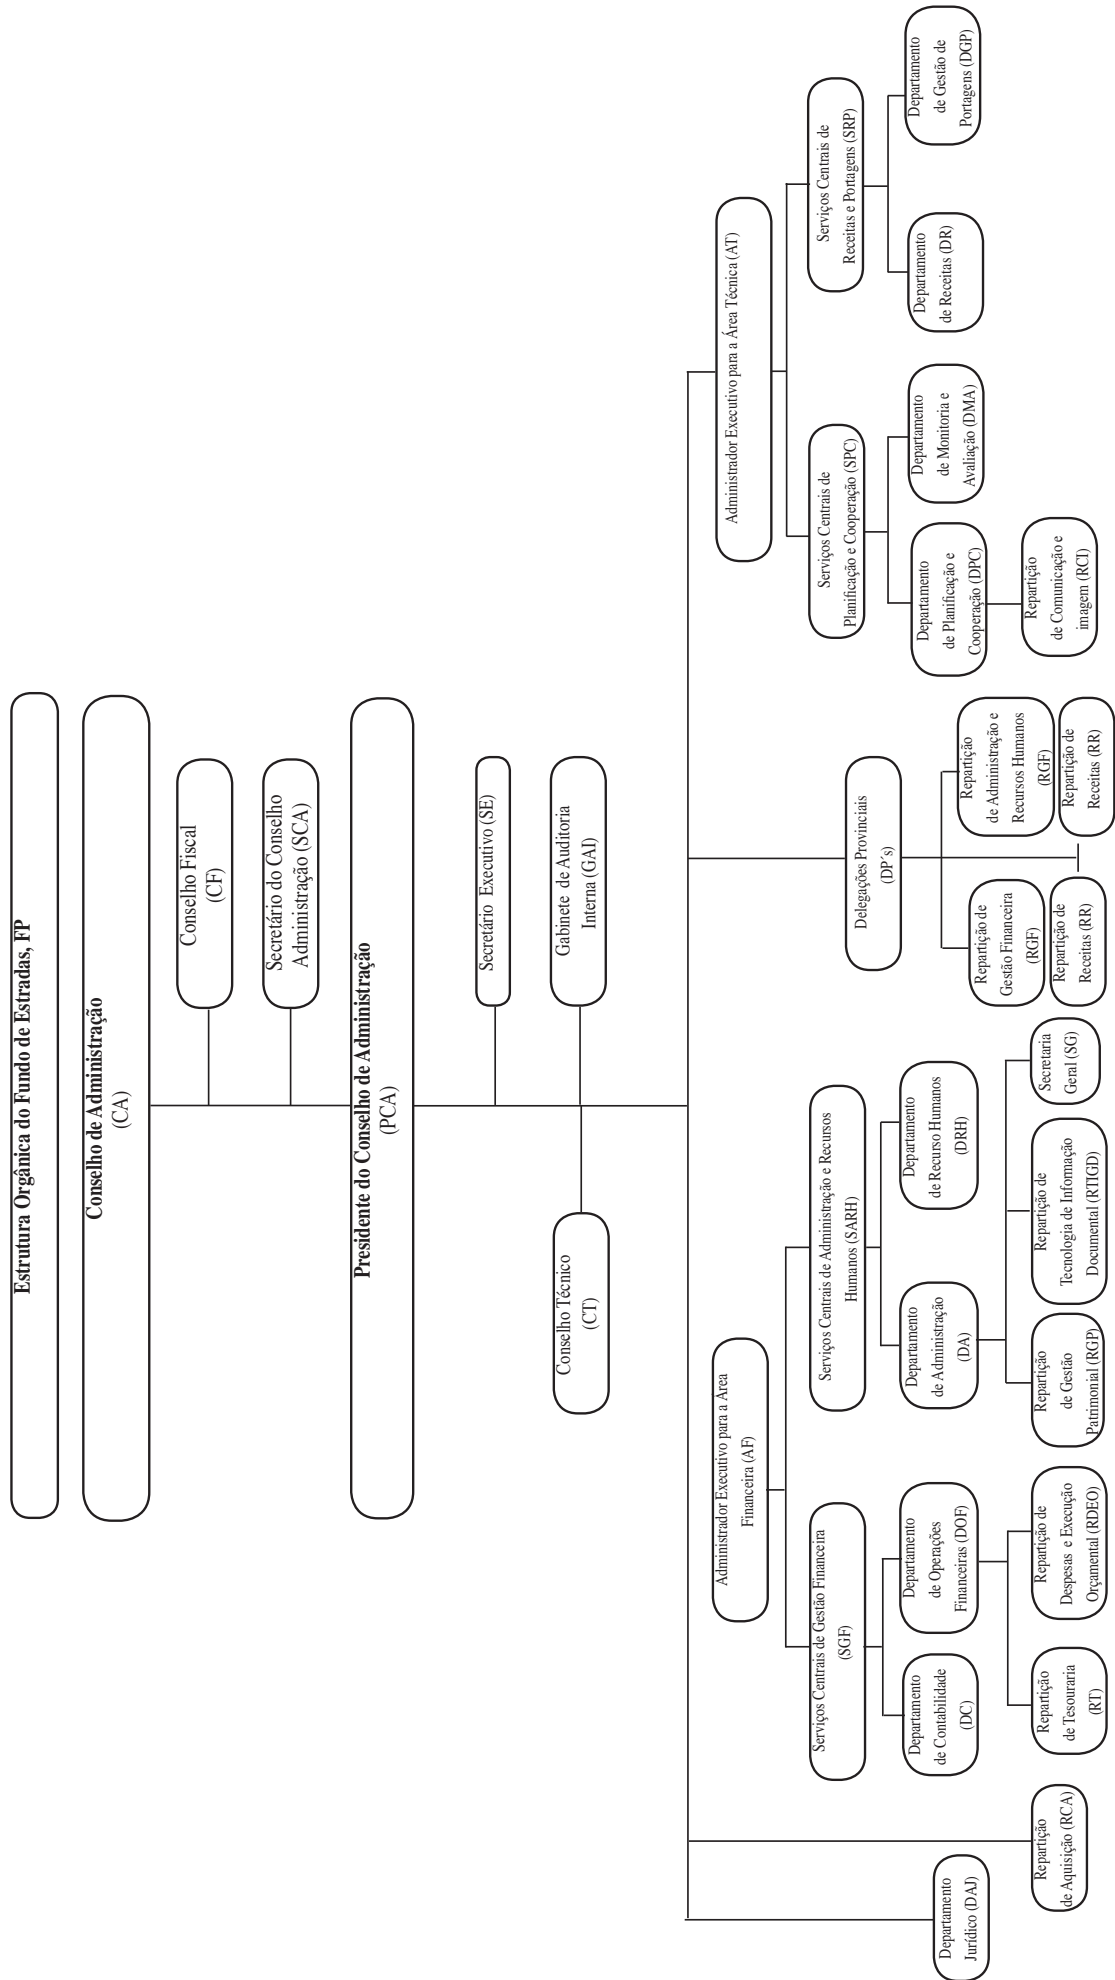 Estrutura Orgânica do Fundo de Estradas, FP
Conselho de Administração
(CA)
Conselho Fiscal
(CF)
Secretário do Conselho
Administração (SCA)
Presidente do Conselho de Administração
(PCA)
Secretário Executivo (SE)
Gabinete de Auditoria
Interna (GAI)
Conselho Técnico
(CT)
Departamento
Jurídico (DAJ)
Repartição
de Aquisição (RCA)
Administrador Executivo para a Área
Financeira (AF)
Serviços Centrais de Gestão Financeira
(SGF)
Departamento
de Contabilidade
(DC)
Departamento
de Operações
Financeiras (DOF)
Repartição
de Tesouraria
(RT)
Repartição de
Despesas e Execução
Orçamental (RDEO)
Serviços Centrais de Administração e Recursos
Humanos (SARH)
Departamento
de Administração
(DA)
Departamento
de Recurso Humanos
(DRH)
Repartição
de Gestão
Patrimonial (RGP)
Repartição de
Tecnologia de Informação
Documental (RTIGD)
Secretaria
Geral (SG)
Delegações Provinciais
(DP´s)
Repartição de
Gestão Financeira
(RGF)
Repartição de
Receitas (RR)
Repartição
de Administração e
Recursos Humanos
(RGF)
Repartição de
Receitas (RR)
Administrador Executivo para a Área Técnica (AT)
Serviços Centrais de
Planificação e Cooperação (SPC)
Departamento
de Planificação e
Cooperação (DPC)
Departamento
de Monitoria e
Avaliação (DMA)
Repartição
de Comunicação e
imagem (RCI)
Serviços Centrais de
Receitas e Portagens (SRP)
Departamento
de Receitas (DR)
Departamento
de Gestão de
Portagens (DGP)